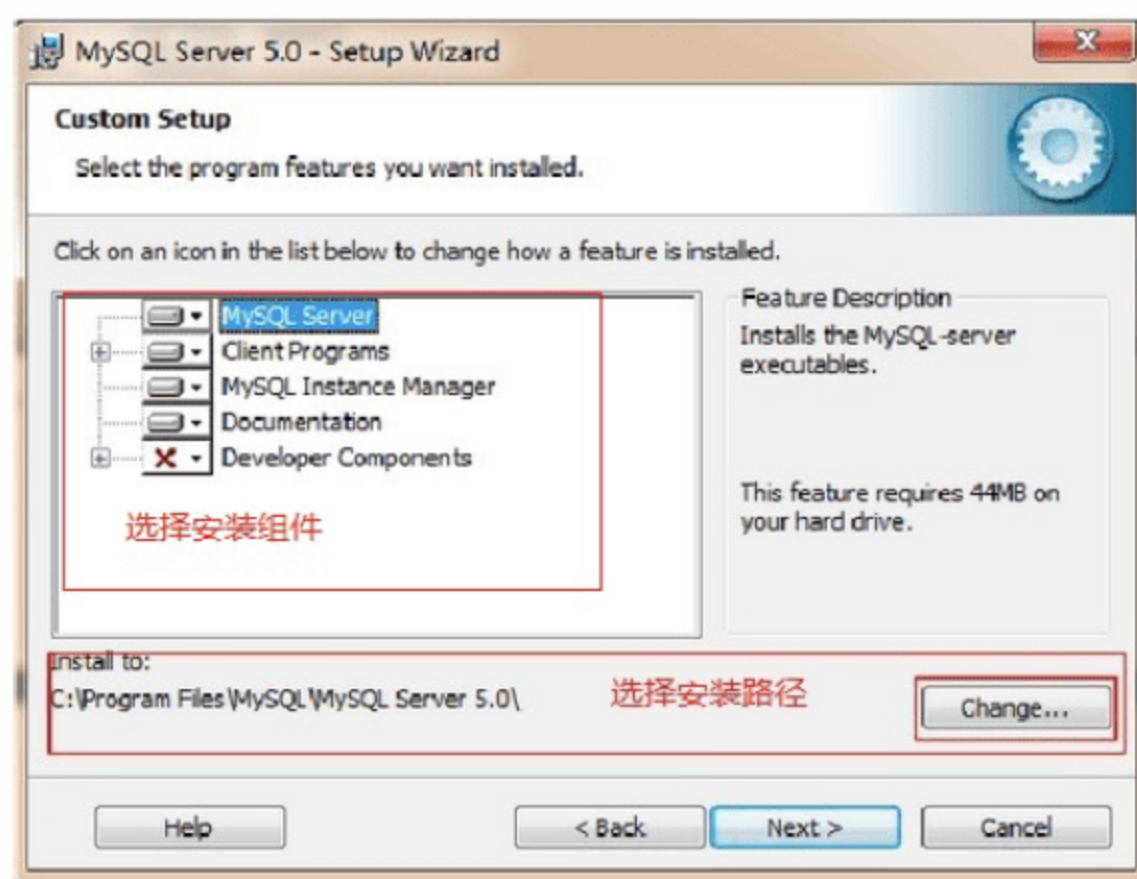 MySQL Server 5.0 - Setup Wizard
Custom Setup
Select the program features you want installed.
Click on an icon in the list below to change how a feature is installed.
MySQL Server
Client Programs
MySQL Instance Manager
Documentation
Developer Components
选择安装组件
Feature Description
Installs the MySQL-server
executables.
This feature requires 44MB on
your hard drive.
Install to:
C:\Program Files\MySQL\MySQL Server 5.0\
选择安装路径
Change...
Help
< Back
Next >
Cancel